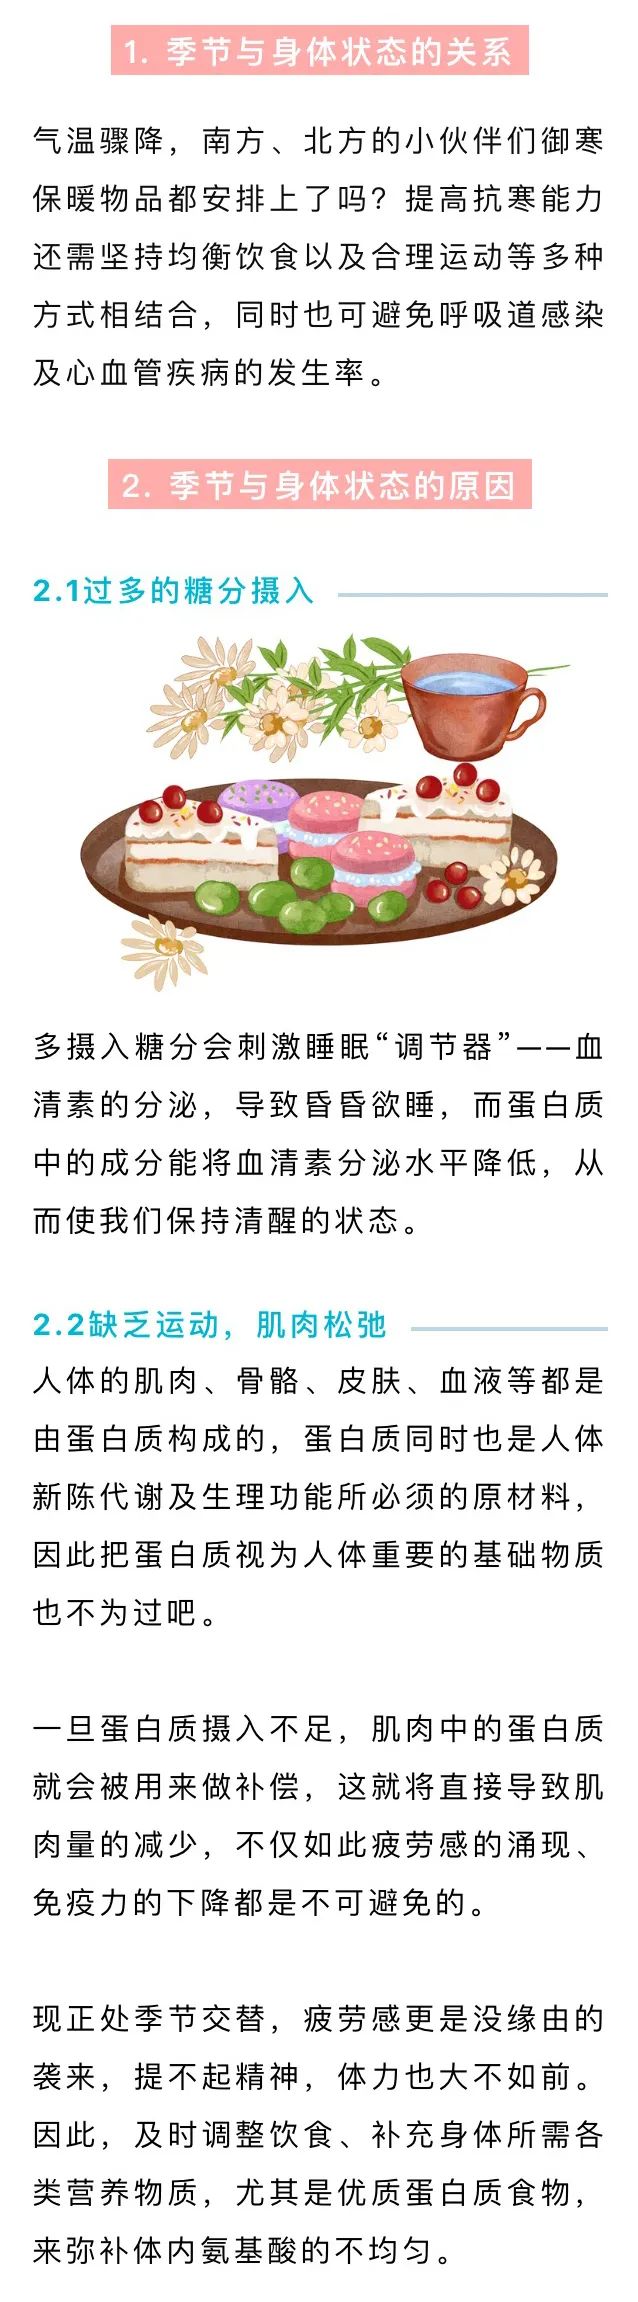 1. 季节与身体状态的关系
气温骤降，南方、北方的小伙伴们御寒
保暖物品都安排上了吗？提高抗寒能力
还需坚持均衡饮食以及合理运动等多种
方式相结合，同时也可避免呼吸道感染
及心血管疾病的发生率。
2. 季节与身体状态的原因
2.1过多的糖分摄入
多摄入糖分会刺激睡眠“调节器”——血
清素的分泌，导致昏昏欲睡，而蛋白质
中的成分能将血清素分泌水平降低，从
而使我们保持清醒的状态。
2.2缺乏运动，肌肉松弛
人体的肌肉、骨骼、皮肤、血液等都是
由蛋白质构成的，蛋白质同时也是人体
新陈代谢及生理功能所必须的原材料，
因此把蛋白质视为人体重要的基础物质
也不为过吧。
一旦蛋白质摄入不足，肌肉中的蛋白质
就会被用来做补偿，这就将直接导致肌
肉量的减少，不仅如此疲劳感的涌现、
免疫力的下降都是不可避免的。
现正处季节交替，疲劳感更是没缘由的
袭来，提不起精神，体力也大不如前。
因此，及时调整饮食、补充身体所需各
类营养物质，尤其是优质蛋白质食物，
来弥补体内氨基酸的不均匀。